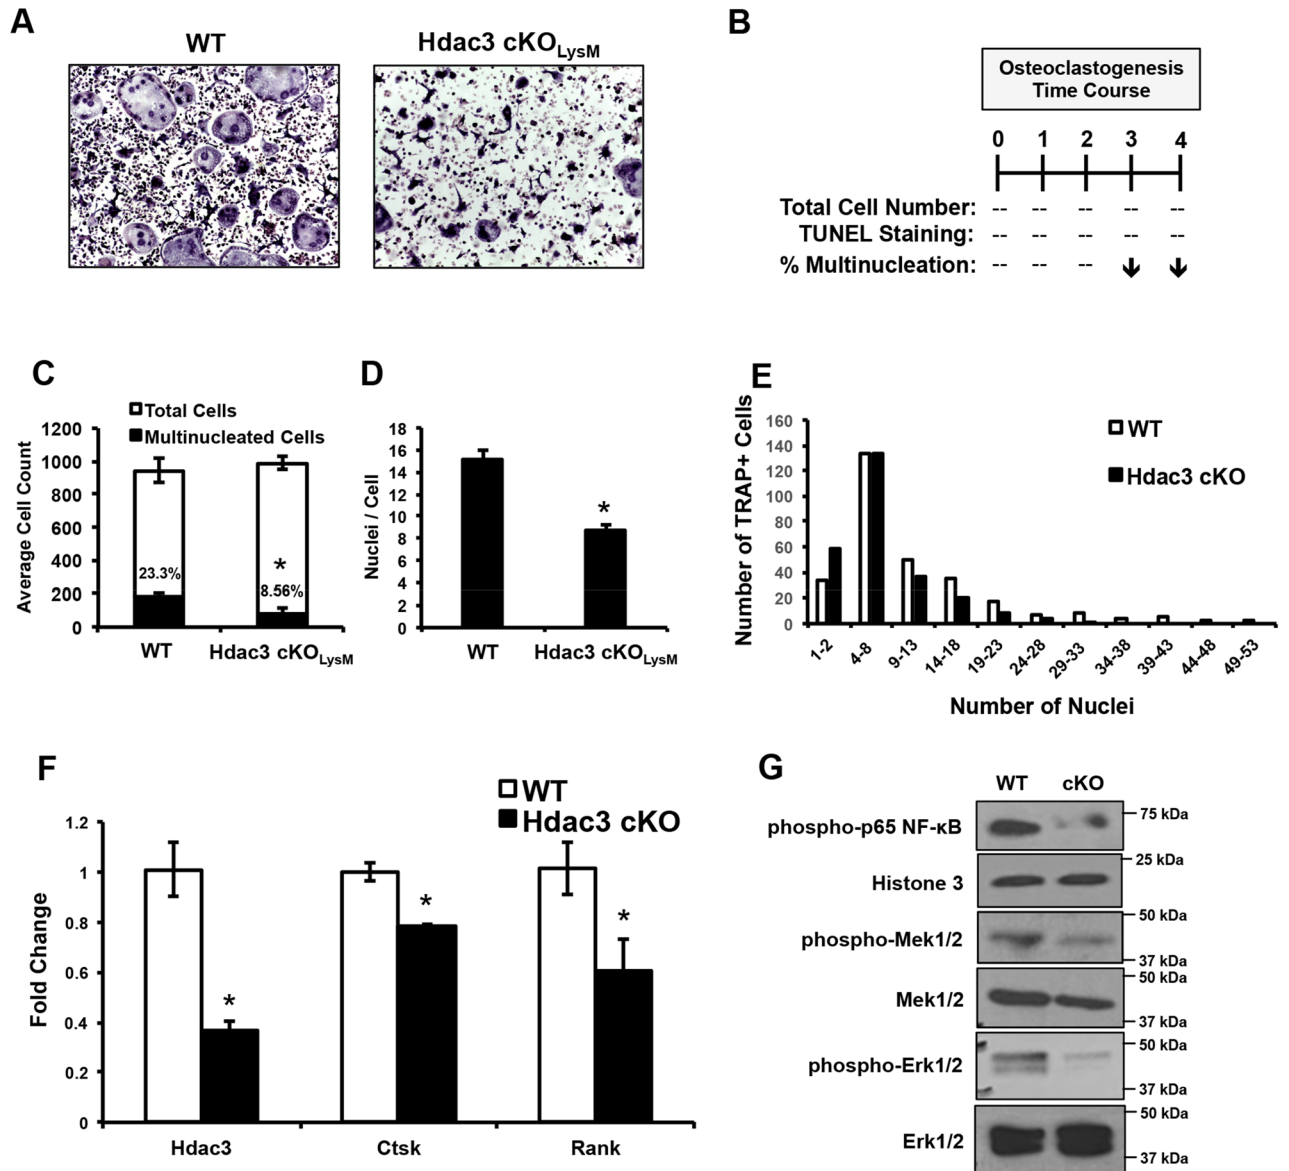 A
WT
Hdac3 cKOLysM
B
Osteoclastogenesis
Time Course
0 1 2 3 4
Total Cell Number: -- -- -- -- --
TUNEL Staining: -- -- -- -- --
% Multinucleation: -- -- -- ↓ ↓
C
Total Cells
Multinucleated Cells
Average Cell Count
1200
1000
800
600
400
200
0
23.3%
*
8.56%
WT
Hdac3 cKOLysM
D
Nuclei / Cell
18
16
14
12
10
8
6
4
2
0
*
WT
Hdac3 cKOLysM
E
Number of TRAP+ Cells
160
140
120
100
80
60
40
20
0
WT
Hdac3 cKO
1-2
4-8
9-13
14-18
19-23
24-28
29-33
34-38
39-43
44-48
49-53
Number of Nuclei
F
WT
Hdac3 cKO
Fold Change
1.2
1
0.8
0.6
0.4
0.2
0
*
*
*
Hdac3
Ctsk
Rank
G
WT cKO
phospho-p65 NF-κB
75 kDa
Histone 3
25 kDa
phospho-Mek1/2
50 kDa
37 kDa
Mek1/2
50 kDa
37 kDa
phospho-Erk1/2
50 kDa
37 kDa
Erk1/2
50 kDa
37 kDa